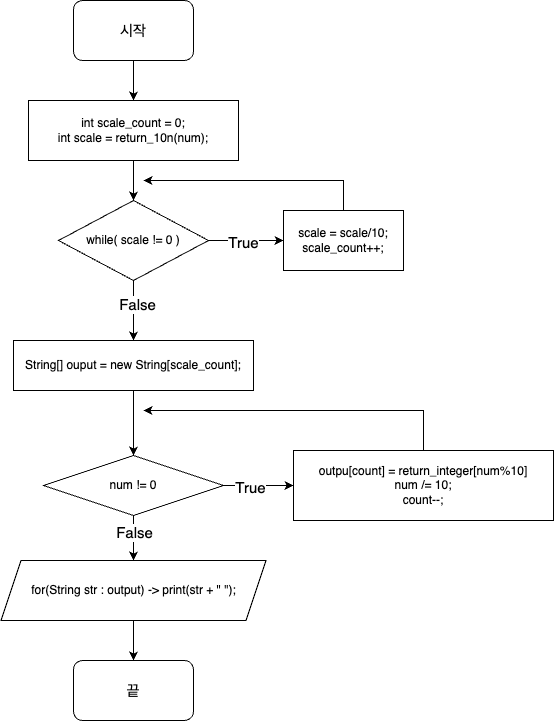 시작
int scale_count = 0;
int scale = return_10n(num);
while( scale != 0 )
True
scale = scale/10;
scale_count++;
False
String[] ouput = new String[scale_count];
num != 0
True
outpu[count] = return_integer[num%10]
num /= 10;
count--;
False
for(String str : output) -> print(str + " ");
끝